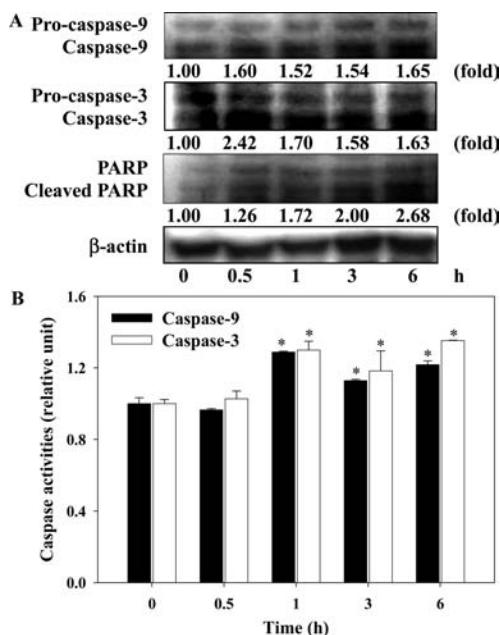 A
Pro-caspase-9
Caspase-9
1.00 1.60 1.52 1.54 1.65 (fold)
Pro-caspase-3
Caspase-3
1.00 2.42 1.70 1.58 1.63 (fold)
PARP
Cleaved PARP
1.00 1.26 1.72 2.00 2.68 (fold)
β-actin
0 0.5 1 3 6 h
B
Caspase activities (relative unit)
1.6
1.2
0.8
0.4
0.0
Caspase-9
Caspase-3
* * * * * *
0 0.5 1 3 6
Time (h)